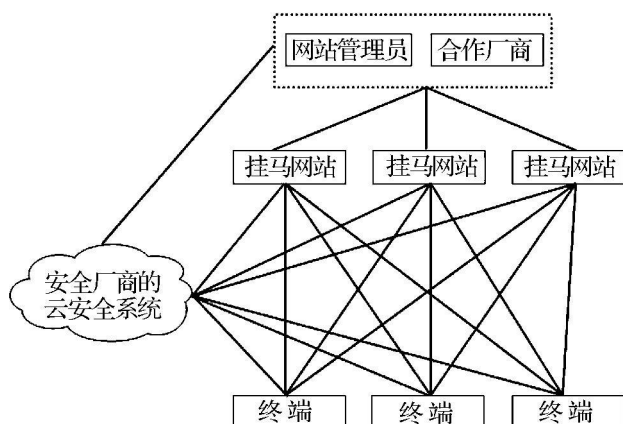 网站管理员 合作厂商
挂马网站 挂马网站 挂马网站
安全厂商的
云安全系统
终端 终端 终端